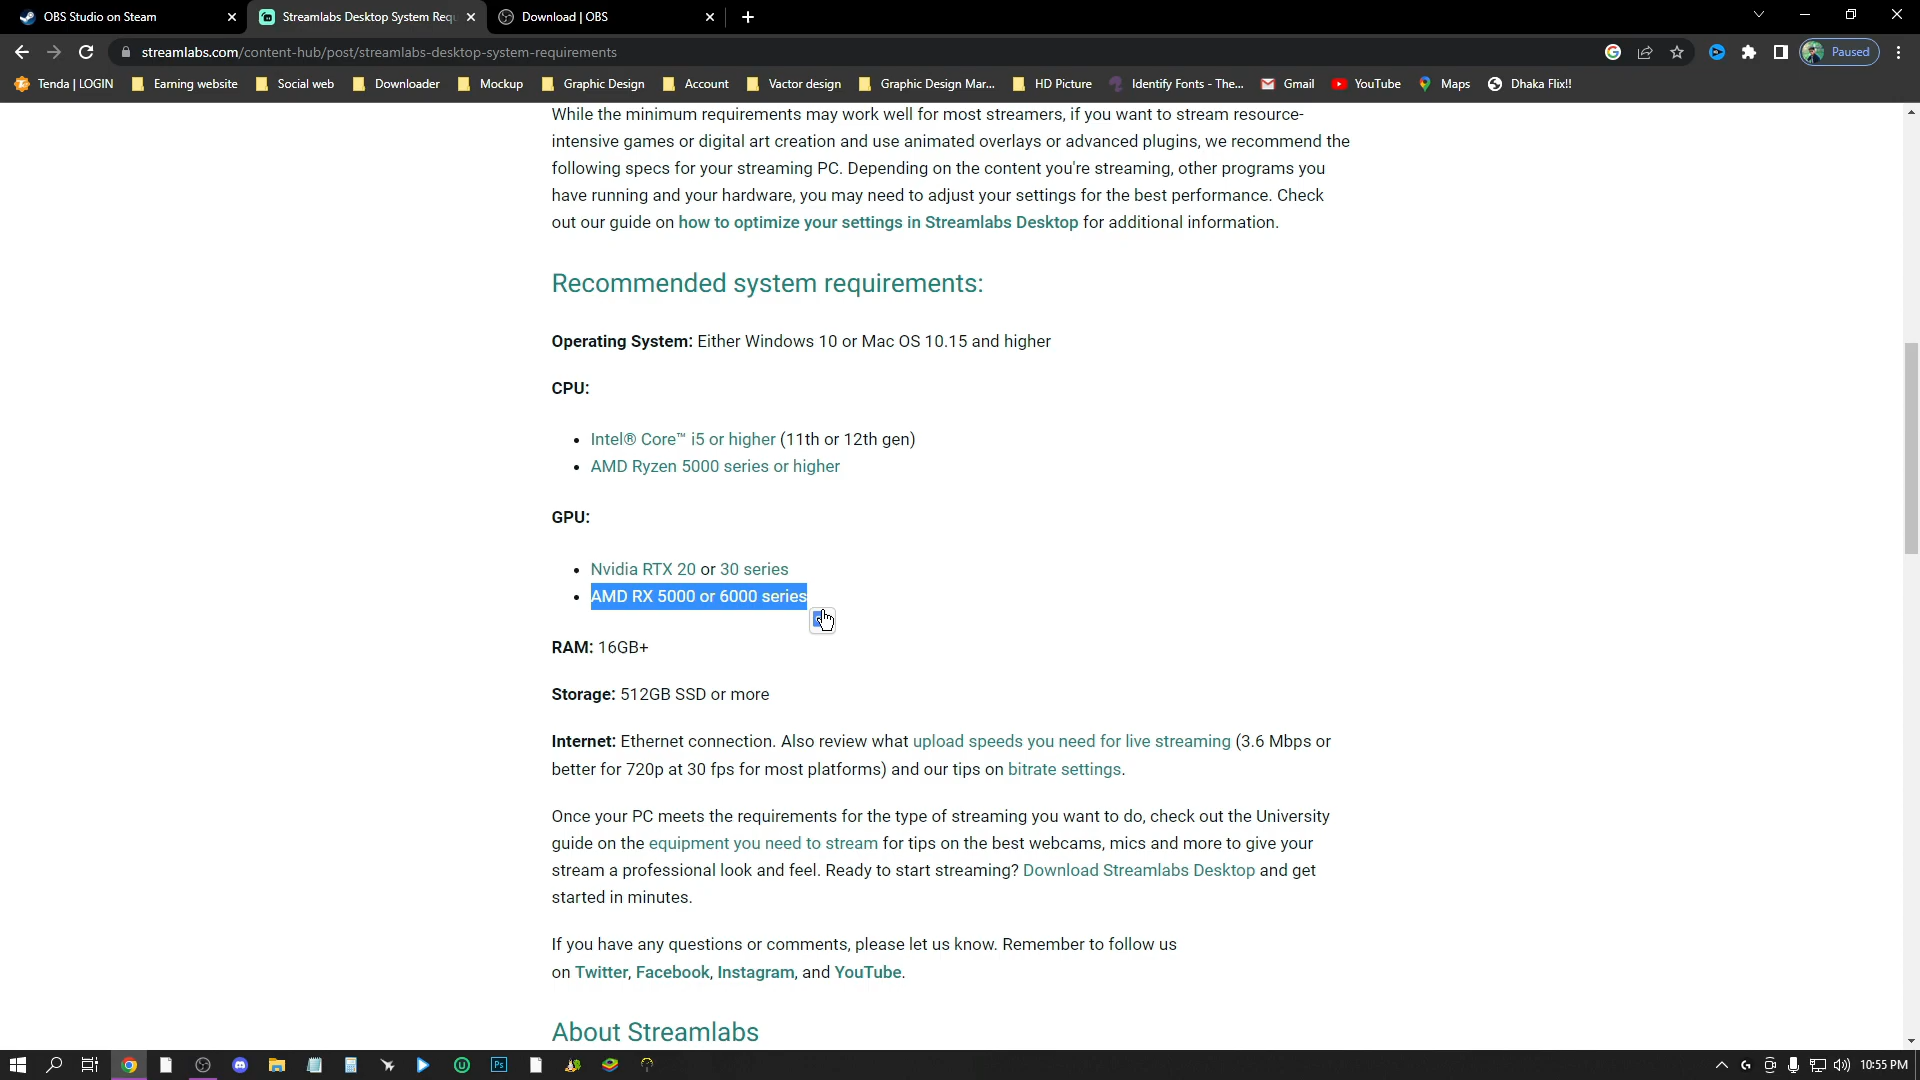 OBS Studio on Steam
Streamlabs Desktop System Requ
Download | OBS
streamlabs.com/content-hub/post/streamlabs-desktop-system-requirements
Paused
Tenda | LOGIN
Earning website
Social web
Downloader
Mockup
Graphic Design
Account
Vactor design
Graphic Design Mar...
HD Picture
Identify Fonts - The...
Gmail
YouTube
Maps
Dhaka Flix!!
While the minimum requirements may work well for most streamers, if you want to stream resource-
intensive games or digital art creation and use animated overlays or advanced plugins, we recommend the
following specs for your streaming PC. Depending on the content you're streaming, other programs you
have running and your hardware, you may need to adjust your settings for the best performance. Check
out our guide on how to optimize your settings in Streamlabs Desktop for additional information.
Recommended system requirements:
Operating System: Either Windows 10 or Mac OS 10.15 and higher
CPU:
• Intel® Core™ i5 or higher (11th or 12th gen)
• AMD Ryzen 5000 series or higher
GPU:
• Nvidia RTX 20 or 30 series
• AMD RX 5000 or 6000 series
RAM: 16GB+
Storage: 512GB SSD or more
Internet: Ethernet connection. Also review what upload speeds you need for live streaming (3.6 Mbps or
better for 720p at 30 fps for most platforms) and our tips on bitrate settings.
Once your PC meets the requirements for the type of streaming you want to do, check out the University
guide on the equipment you need to stream for tips on the best webcams, mics and more to give your
stream a professional look and feel. Ready to start streaming? Download Streamlabs Desktop and get
started in minutes.
If you have any questions or comments, please let us know. Remember to follow us
on Twitter, Facebook, Instagram, and YouTube.
About Streamlabs
Ps
10:55 PM